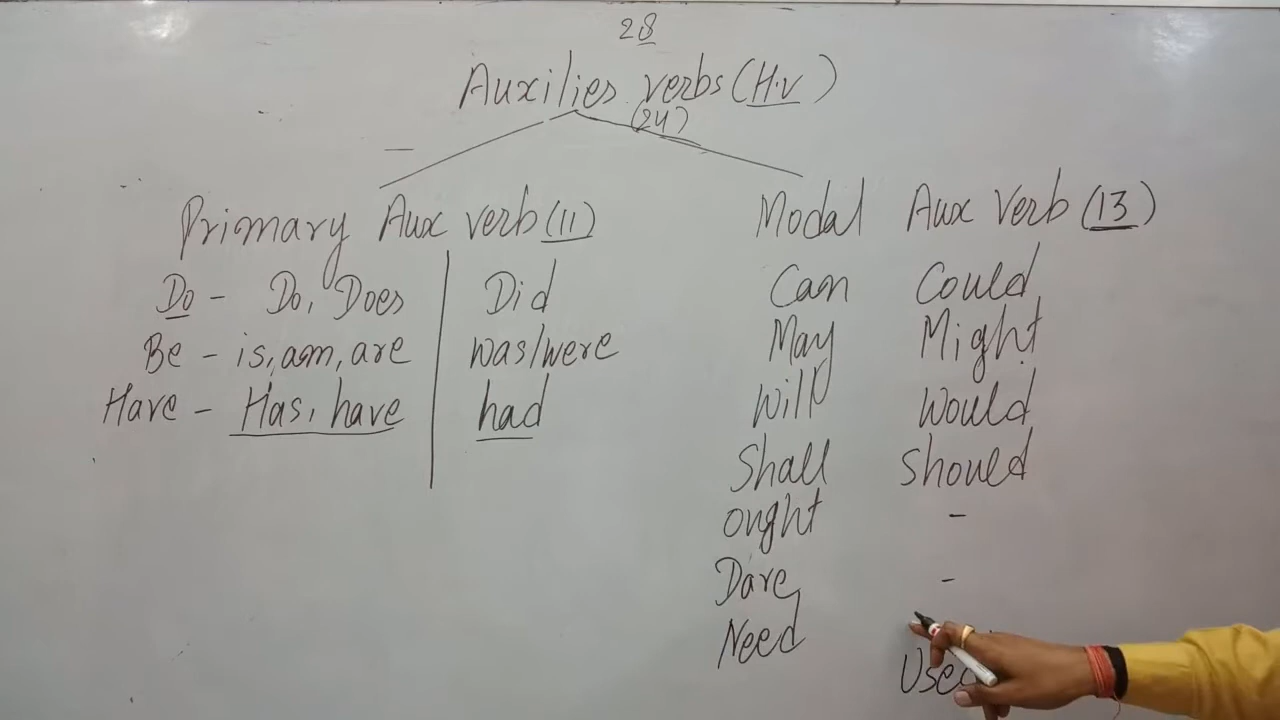 28
Auxilies verbs (H.v)
(24)
Primary Aux verb (11)
Do - Do, Does Did
Be - is, am, are was/were
Have - Has, have had
Modal Aux Verb (13)
Can Could
May Might
Will Would
Shall Should
ought -
Dare -
Need